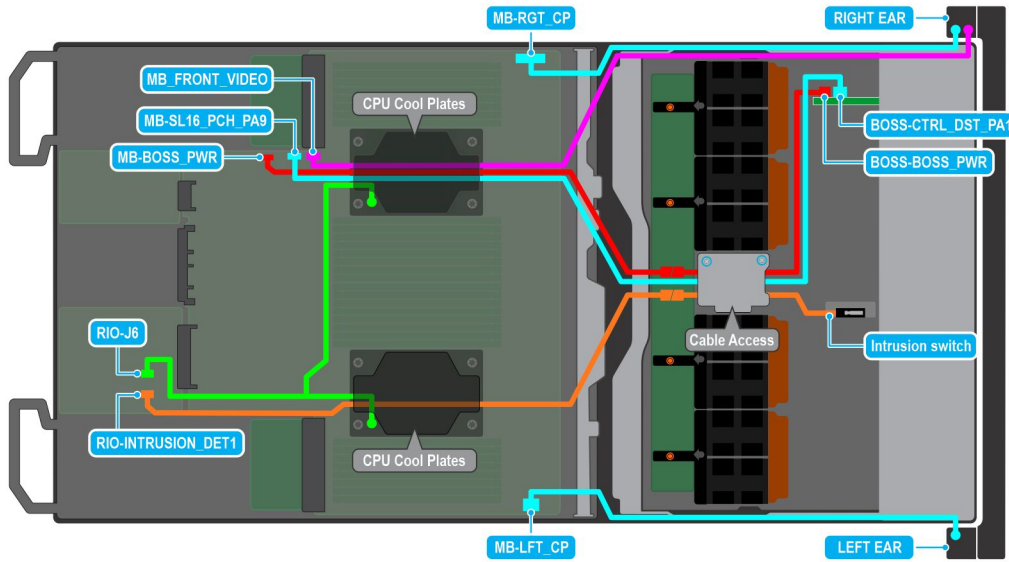 MB-RGT_CP
RIGHT EAR
MB_FRONT_VIDEO
CPU Cool Plates
MB-SL16_PCH_PA9
BOSS-CTRL_DST_PA1
MB-BOSS_PWR
BOSS-BOSS_PWR
RIO-J6
Cable Access
Intrusion switch
RIO-INTRUSION_DET1
CPU Cool Plates
MB-LFT_CP
LEFT EAR